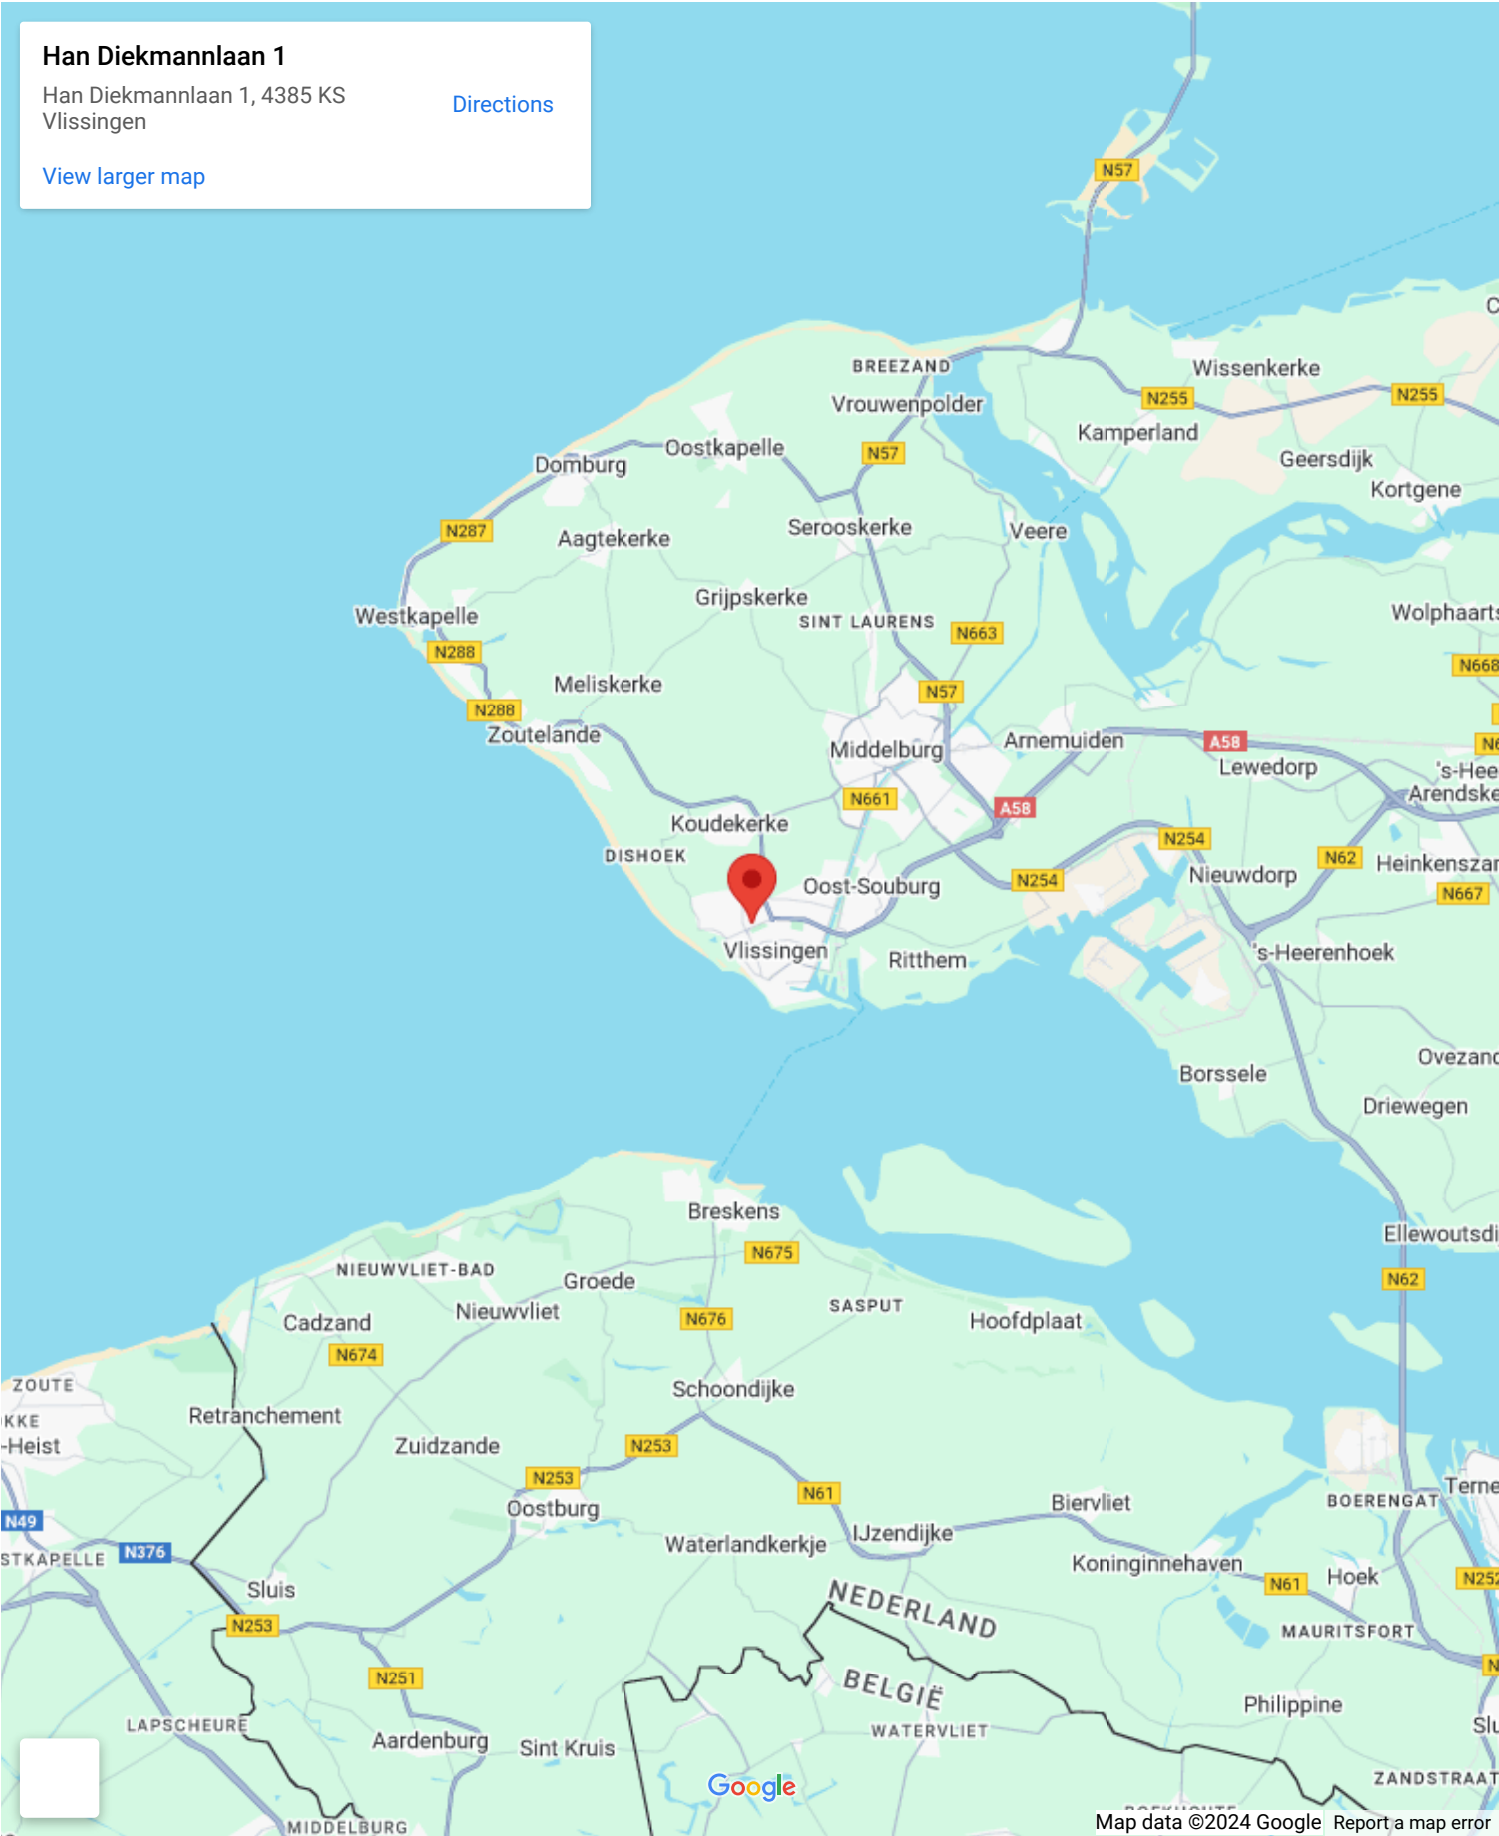 Han Diekmannlaan 1
Han Diekmannlaan 1, 4385 KS
Vlissingen
Directions
View larger map
N57
BREEZAND
Wissenkerke
Vrouwenpolder
N255
N255
Kamperland
Oostkapelle
N57
Domburg
Geersdijk
Kortgene
N287
Aagtekerke
Serooskerke
Veere
Grijpskerke
Westkapelle
SINT LAURENS
N663
Wolphaarts
N288
N668
Meliskerke
N57
N288
Zoutelande
Middelburg
Arnemuiden
A58
N6
Lewedorp
's-Hee
Arendske
N661
A58
Koudekerke
N254
DISHOEK
N62
Heinkenszar
Oost-Souburg
N254
Nieuwdorp
N667
Vlissingen
Ritthem
's-Heerenhoek
Borssele
Ovezand
Driewegen
Breskens
Ellewoutsdi
N675
NIEUWVLIET-BAD
Groede
N62
Nieuwvliet
SASPUT
Cadzand
N676
Hoofdplaat
N674
ZOUTE
Schoondijke
KKE
Retranchement
-Heist
Zuidzande
N253
N253
Terne
N61
Biervliet
BOERENGAT
Oostburg
N49
IJzendijke
STKAPELLE
N376
Waterlandkerkje
Koninginnehaven
Hoek
N61
N252
Sluis
NEDERLAND
N253
MAURITSFORT
N
N251
BELGIË
Philippine
LAPSCHEURE
WATERVLIET
Slu
Aardenburg
Sint Kruis
ZANDSTRAAT
Google
MIDDELBURG
Map data ©2024 Google
Report a map error